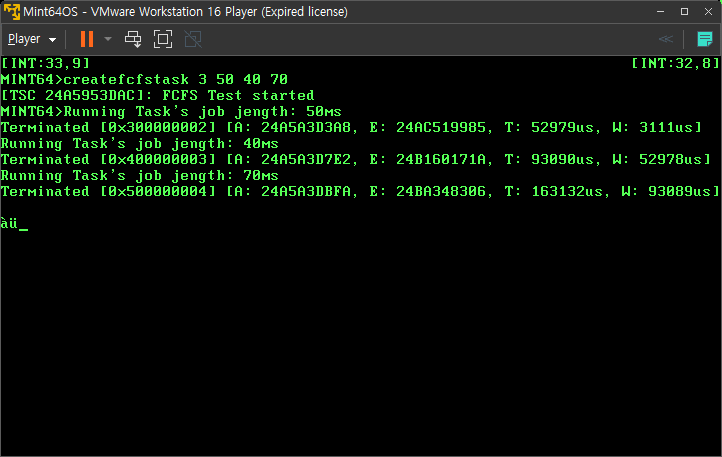 Mint64OS - VMware Workstation 16 Player (Expired license)
Player
[INT:33,9] [INT:32,8]
MINT64>createfcfstask 3 50 40 70
[TSC 24A5953DAC]: FCFS Test started
MINT64>Running Task's job jength: 50ms
Terminated [0x300000002] [A: 24A5A3D3A8, E: 24AC519985, T: 52979us, W: 3111us]
Running Task's job jength: 40ms
Terminated [0x400000003] [A: 24A5A3D7E2, E: 24B160171A, T: 93090us, W: 52978us]
Running Task's job jength: 70ms
Terminated [0x500000004] [A: 24A5A3DBFA, E: 24BA348306, T: 163132us, W: 93089us]
àü_